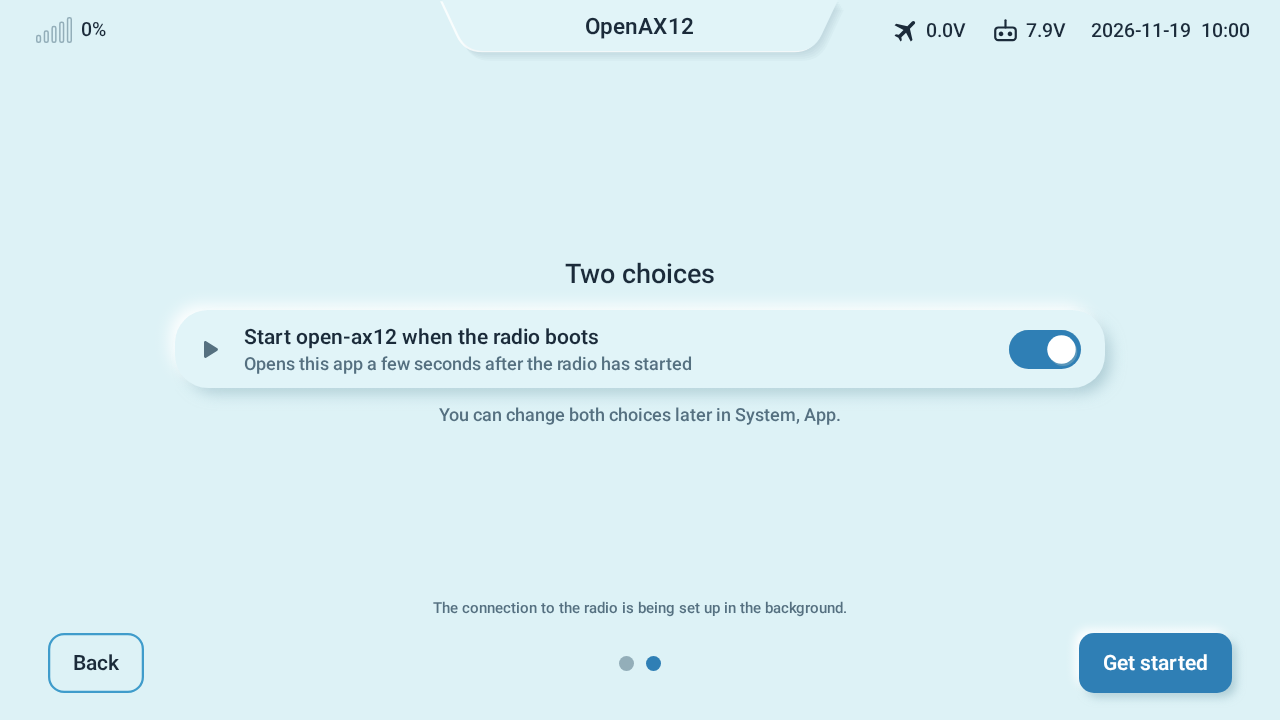 0%
OpenAX12
0.0V
7.9V
2026-11-19 10:00
Two choices
Start open-ax12 when the radio boots
Opens this app a few seconds after the radio has started
You can change both choices later in System, App.
The connection to the radio is being set up in the background.
Back
Get started